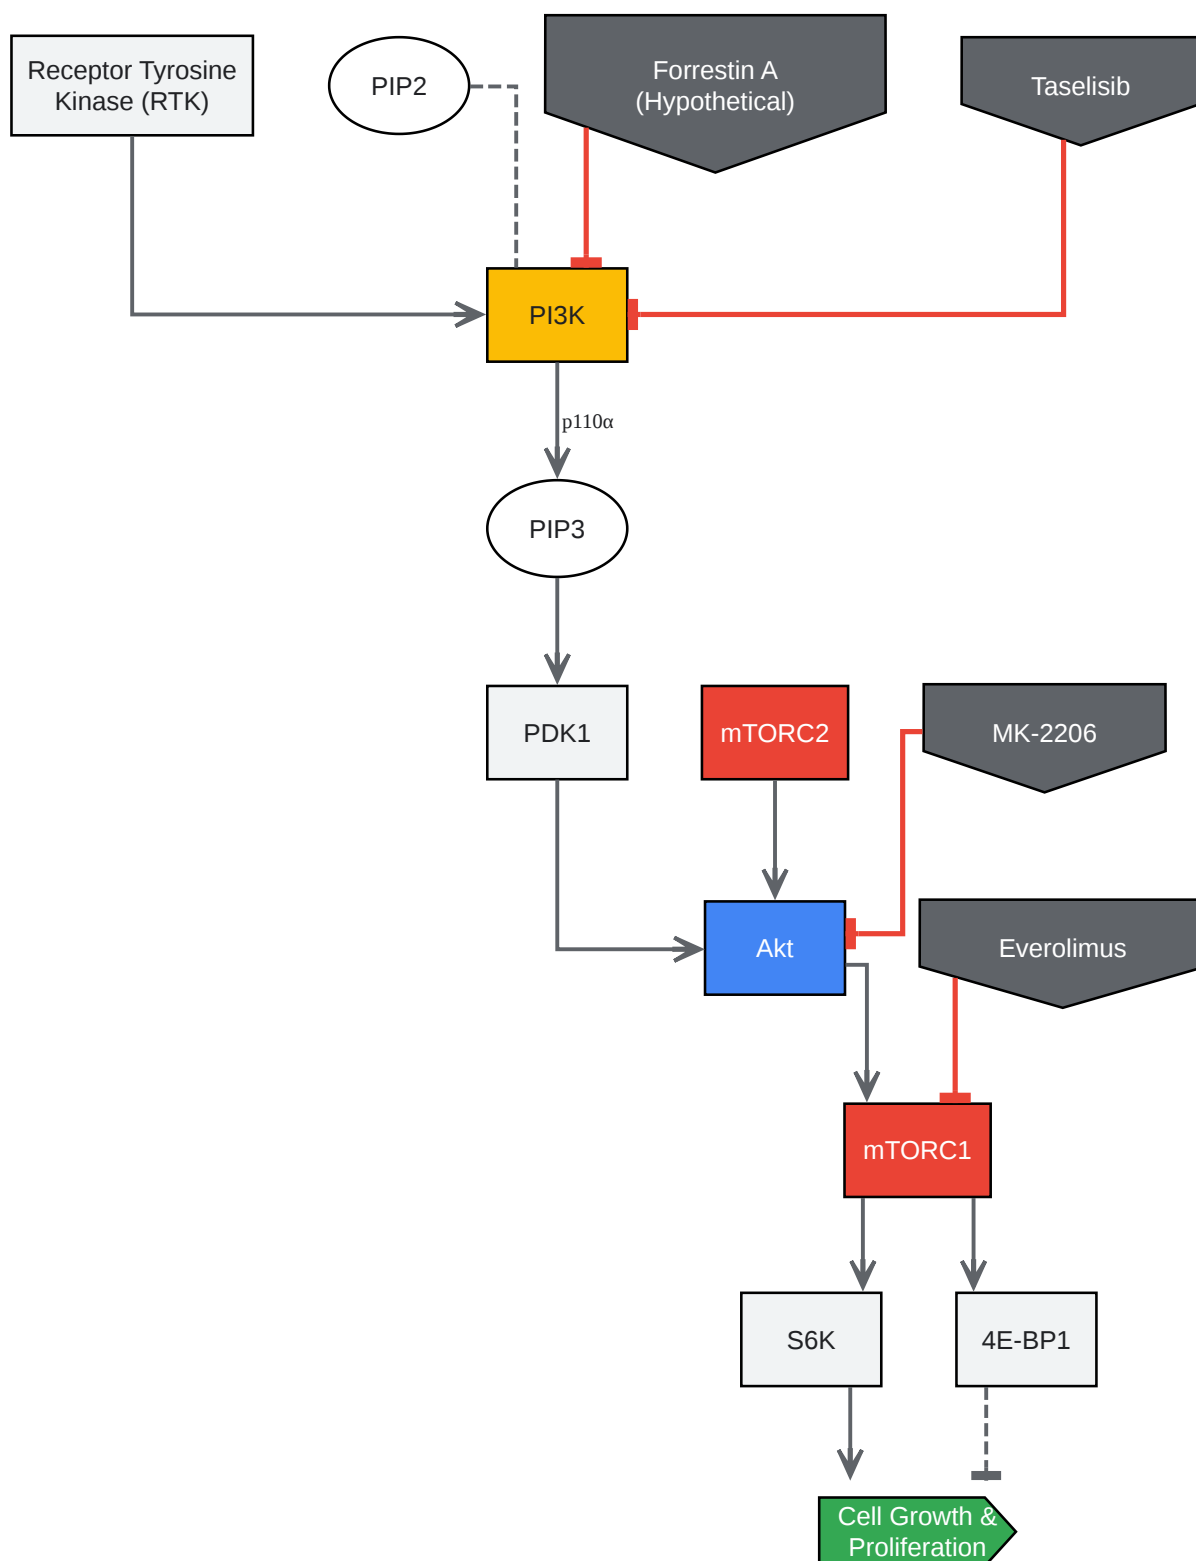 Receptor Tyrosine
Kinase (RTK)
PIP2
Forrestin A
(Hypothetical)
Taselisib
PI3K
p110α
PIP3
PDK1
mTORC2
MK-2206
Akt
Everolimus
mTORC1
S6K
4E-BP1
Cell Growth &
Proliferation